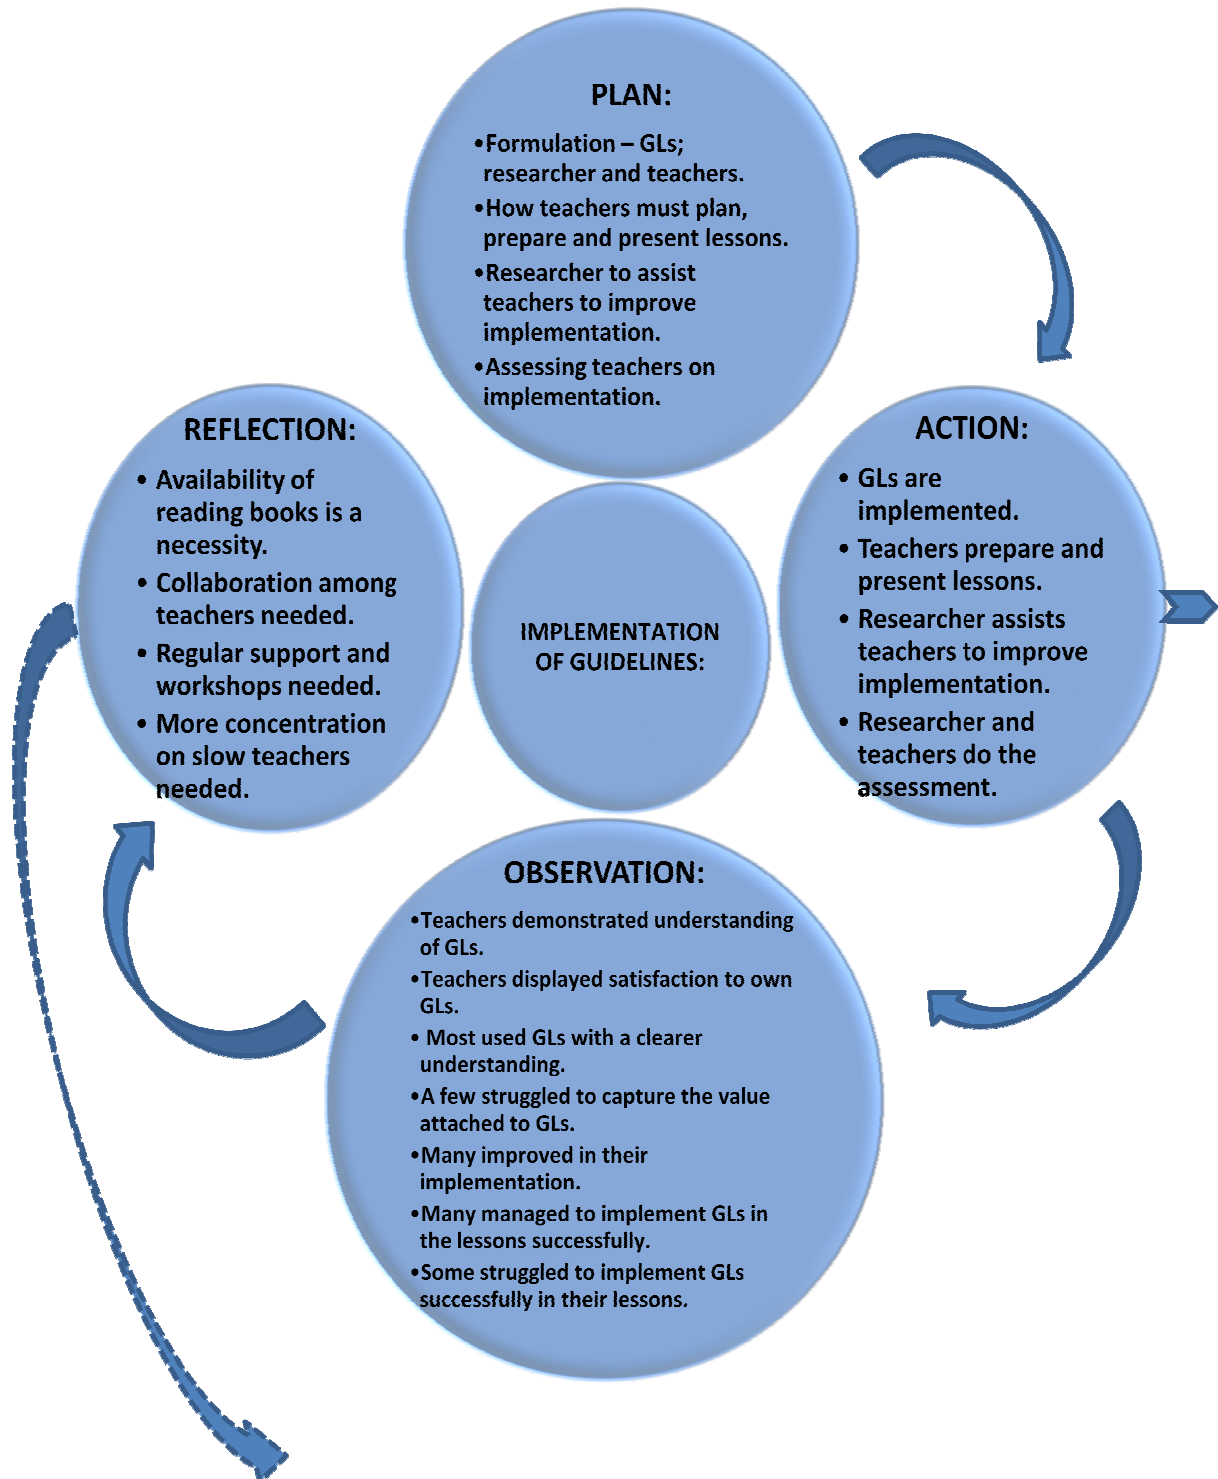 PLAN:
•Formulation – GLs;
researcher and teachers.
•How teachers must plan,
prepare and present lessons.
•Researcher to assist
teachers to improve
implementation.
•Assessing teachers on
implementation.
ACTION:
• GLs are
implemented.
• Teachers prepare and
present lessons.
• Researcher assists
teachers to improve
implementation.
• Researcher and
teachers do the
assessment.
OBSERVATION:
•Teachers demonstrated understanding
of GLs.
•Teachers displayed satisfaction to own
GLs.
• Most used GLs with a clearer
understanding.
•A few struggled to capture the value
attached to GLs.
•Many improved in their
implementation.
•Many managed to implement GLs in
the lessons successfully.
•Some struggled to implement GLs
successfully in their lessons.
REFLECTION:
• Availability of
reading books is a
necessity.
• Collaboration among
teachers needed.
• Regular support and
workshops needed.
• More concentration
on slow teachers
needed.
IMPLEMENTATION
OF GUIDELINES: